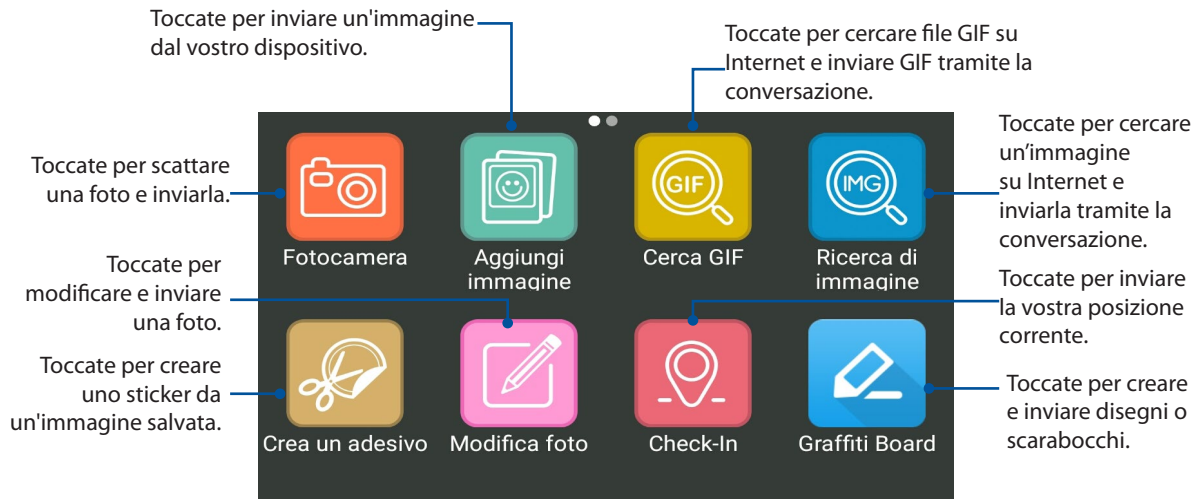 Toccate per inviare un'immagine
dal vostro dispositivo.
Toccate per cercare file GIF su
Internet e inviare GIF tramite la
conversazione.
Toccate per scattare
una foto e inviarla.
Toccate per cercare
un’immagine
su Internet e
inviarla tramite la
conversazione.
GIF
IMG
Fotocamera
Aggiungi
immagine
Cerca GIF
Ricerca di
immagine
Toccate per
modificare e inviare
una foto.
Toccate per inviare
la vostra posizione
corrente.
Toccate per creare
uno sticker da
un'immagine salvata.
Toccate per creare
e inviare disegni o
scarabocchi.
Crea un adesivo
Modifica foto
Check-In
Graffiti Board